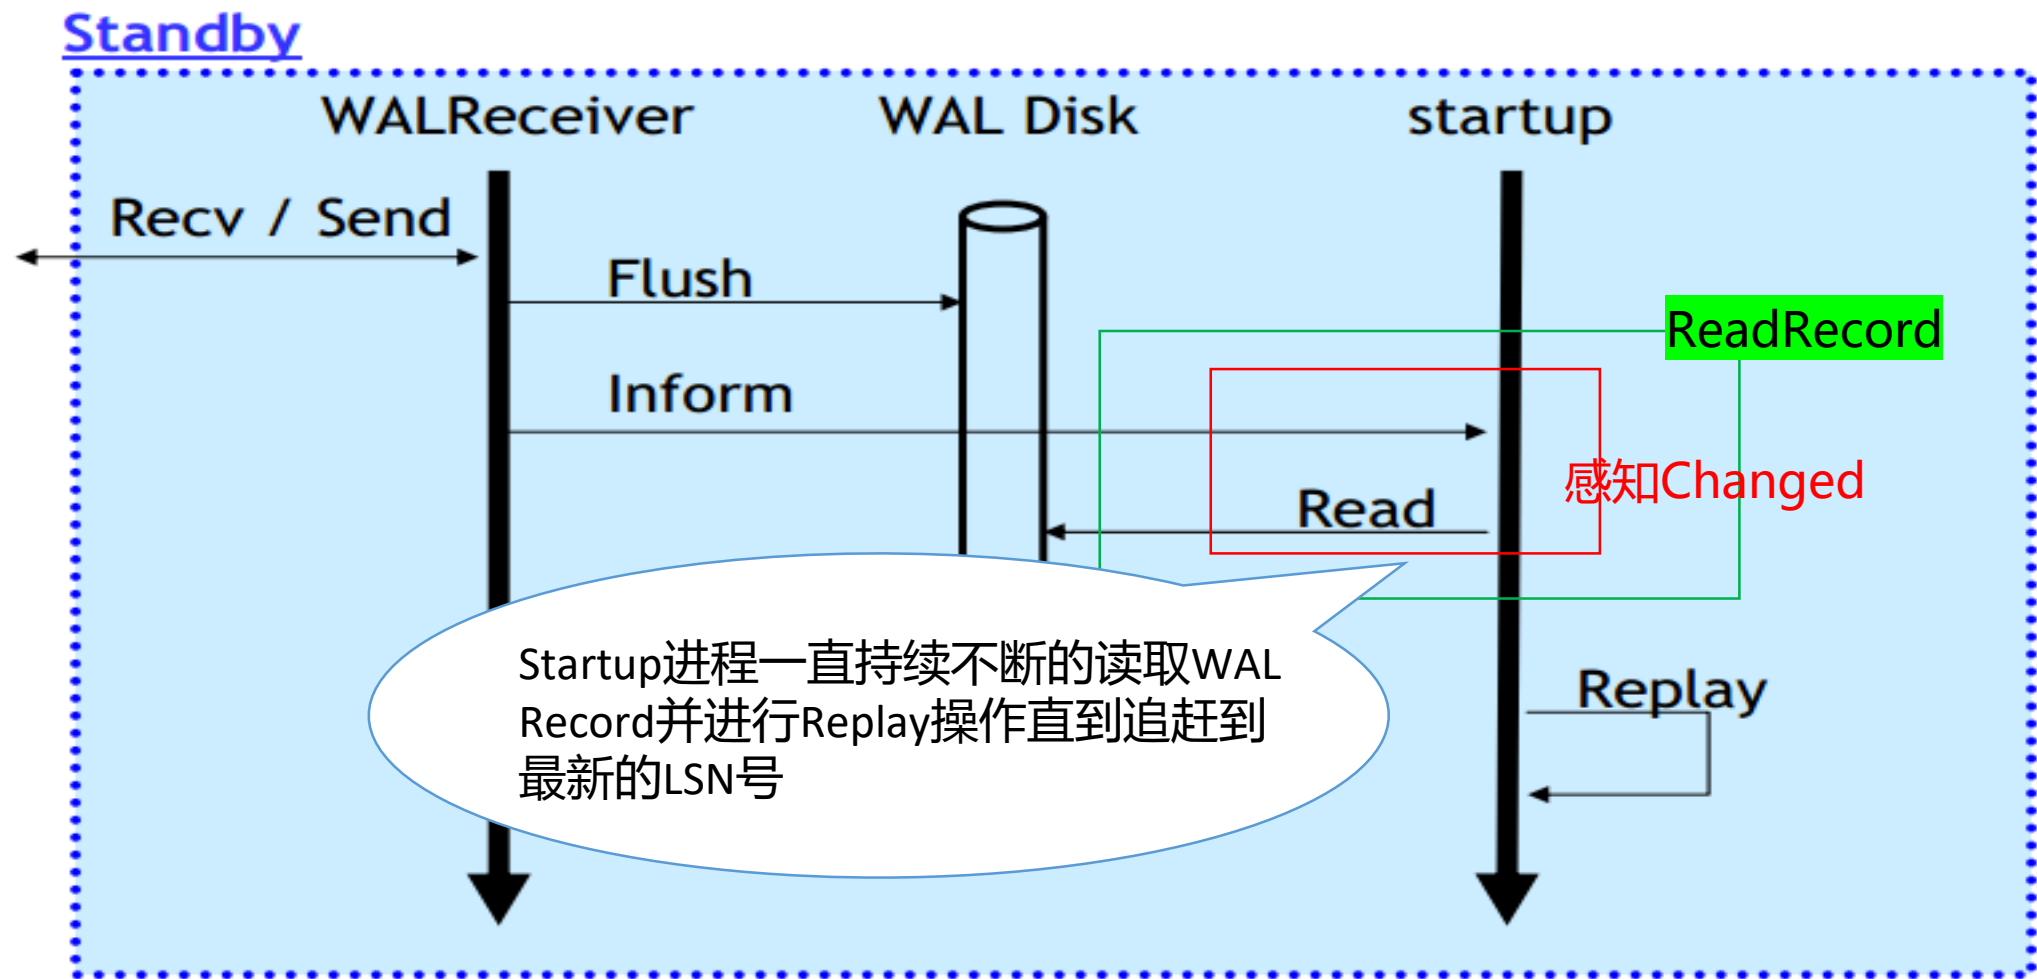 Standby
WALReceiver
WAL Disk
startup
Recv / Send
Flush
ReadRecord
Inform
感知Changed
Read
Startup进程一直持续不断的读取WAL
Record并进行Replay操作直到追赶到
最新的LSN号
Replay